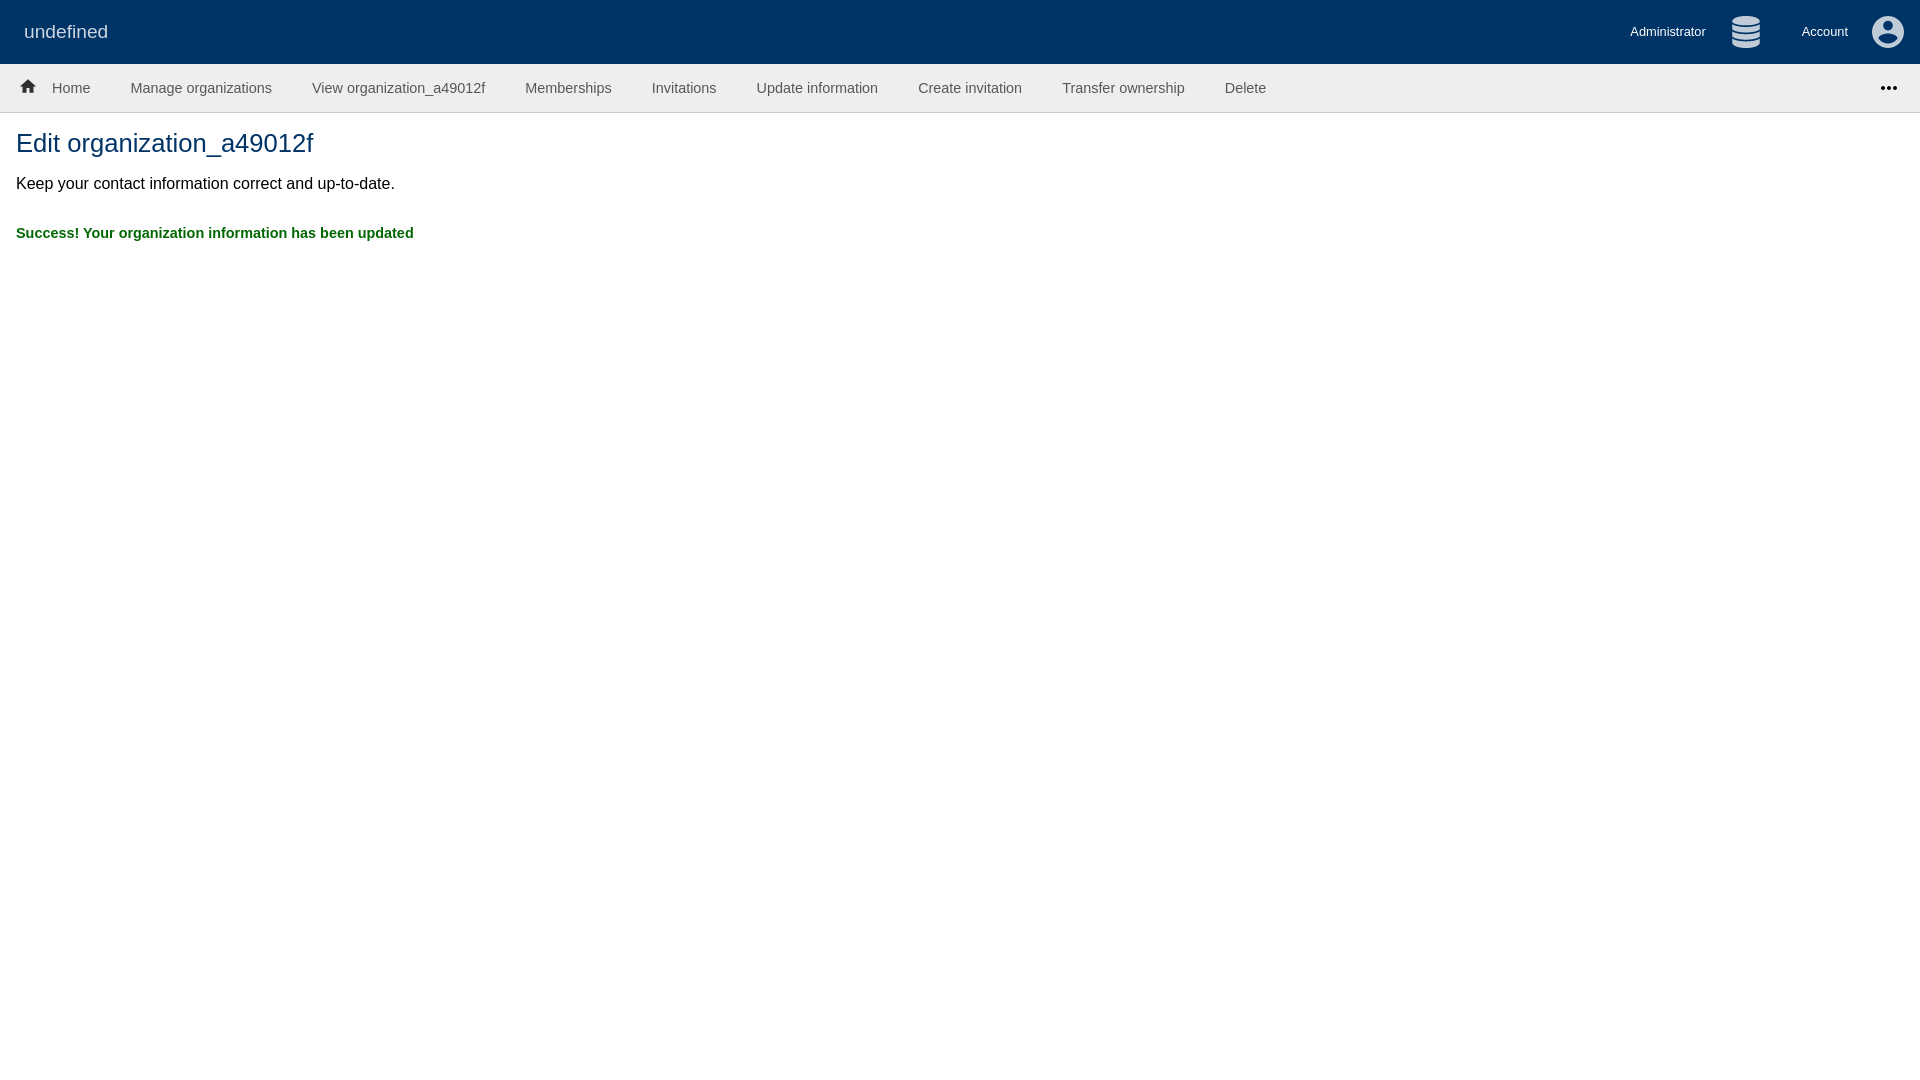 undefined
Administrator
Account
Home
Manage organizations
View organization_a49012f
Memberships
Invitations
Update information
Create invitation
Transfer ownership
Delete
Edit organization_a49012f
Keep your contact information correct and up-to-date.
Success! Your organization information has been updated